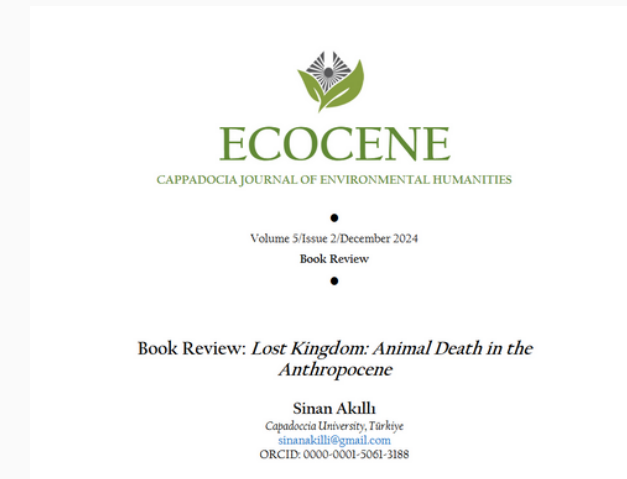 ECOCENE
CAPPADOCIA JOURNAL OF ENVIRONMENTAL HUMANITIES
Volume 5/Issue 2/December 2024
Book Review
Book Review: Lost Kingdom: Animal Death in the
Anthropocene
Sinan Akıllı
Capadoccia University, Türkiye
sinanakilli@gmail.com
ORCID: 0000-0001-5061-3188